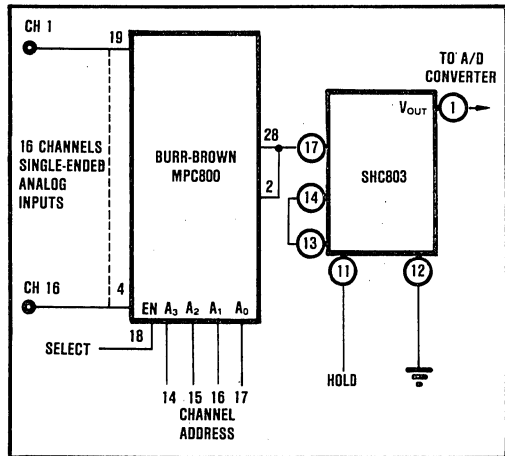 CH 1
19
TO A/D
CONVERTER
VOUT
1
28
17
16 CHANNELS
SINGLE-ENDED
ANALOG
INPUTS
BURR-BROWN
MPC800
SHC803
2
14
13
CH 16
4
11
12
EN A3 A2 A1 A0
18
SELECT
HOLD
14 15 16 17
CHANNEL
ADDRESS